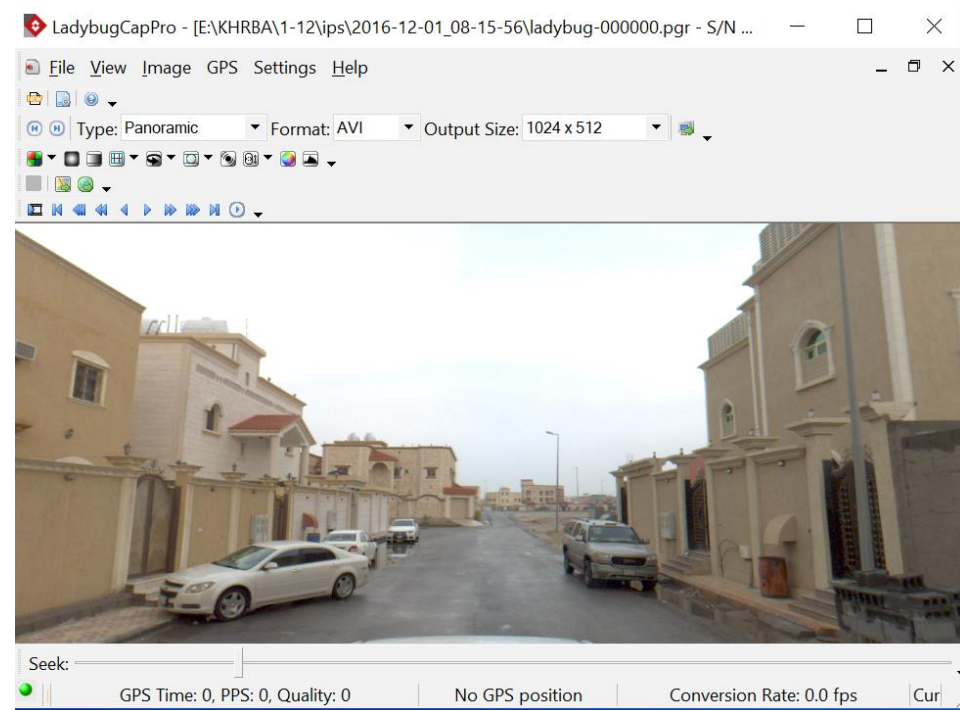 LadybugCapPro - [E:\KHRBA\1-12\ips\2016-12-01_08-15-56\ladybug-000000.pgr - S/N ...
File View Image GPS Settings Help
Type: Panoramic Format: AVI Output Size: 1024 x 512
Seek:
GPS Time: 0, PPS: 0, Quality: 0 No GPS position Conversion Rate: 0.0 fps Cur